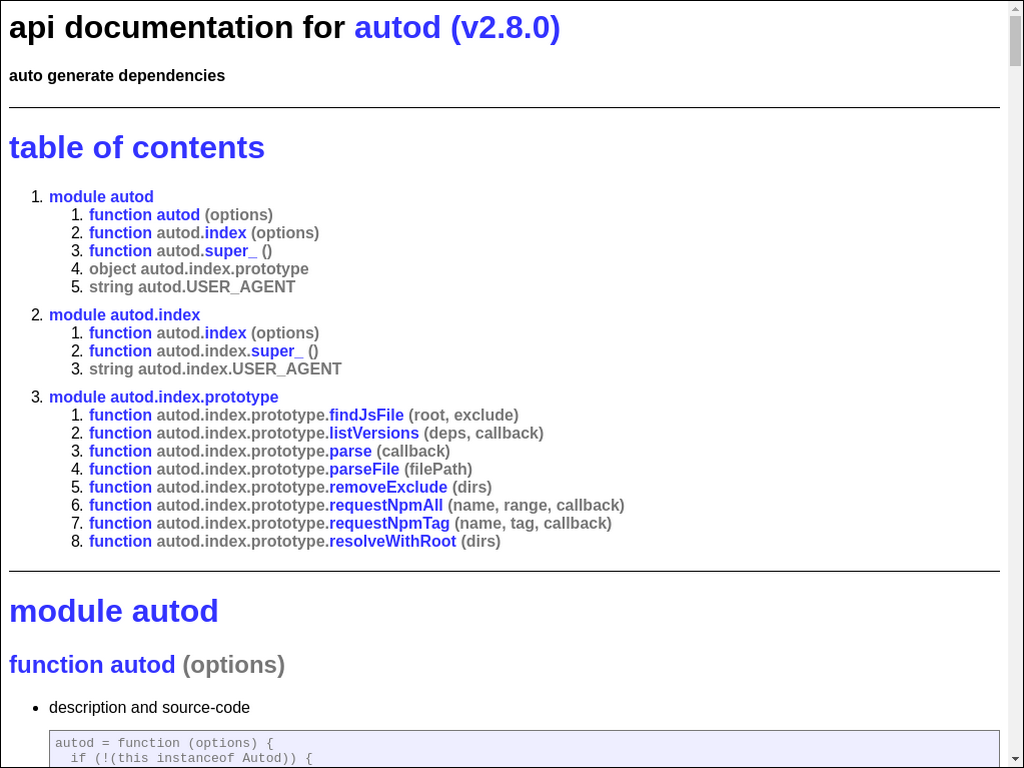 api documentation for autod (v2.8.0)
auto generate dependencies
table of contents
1. module autod
1. function autod (options)
2. function autod.index (options)
3. function autod.super_ ()
4. object autod.index.prototype
5. string autod.USER_AGENT
2. module autod.index
1. function autod.index (options)
2. function autod.index.super_ ()
3. string autod.index.USER_AGENT
3. module autod.index.prototype
1. function autod.index.prototype.findJsFile (root, exclude)
2. function autod.index.prototype.listVersions (deps, callback)
3. function autod.index.prototype.parse (callback)
4. function autod.index.prototype.parseFile (filePath)
5. function autod.index.prototype.removeExclude (dirs)
6. function autod.index.prototype.requestNpmAll (name, range, callback)
7. function autod.index.prototype.requestNpmTag (name, tag, callback)
8. function autod.index.prototype.resolveWithRoot (dirs)
module autod
function autod (options)
• description and source-code
autod = function (options) {
  if (!(this instanceof Autod)) {